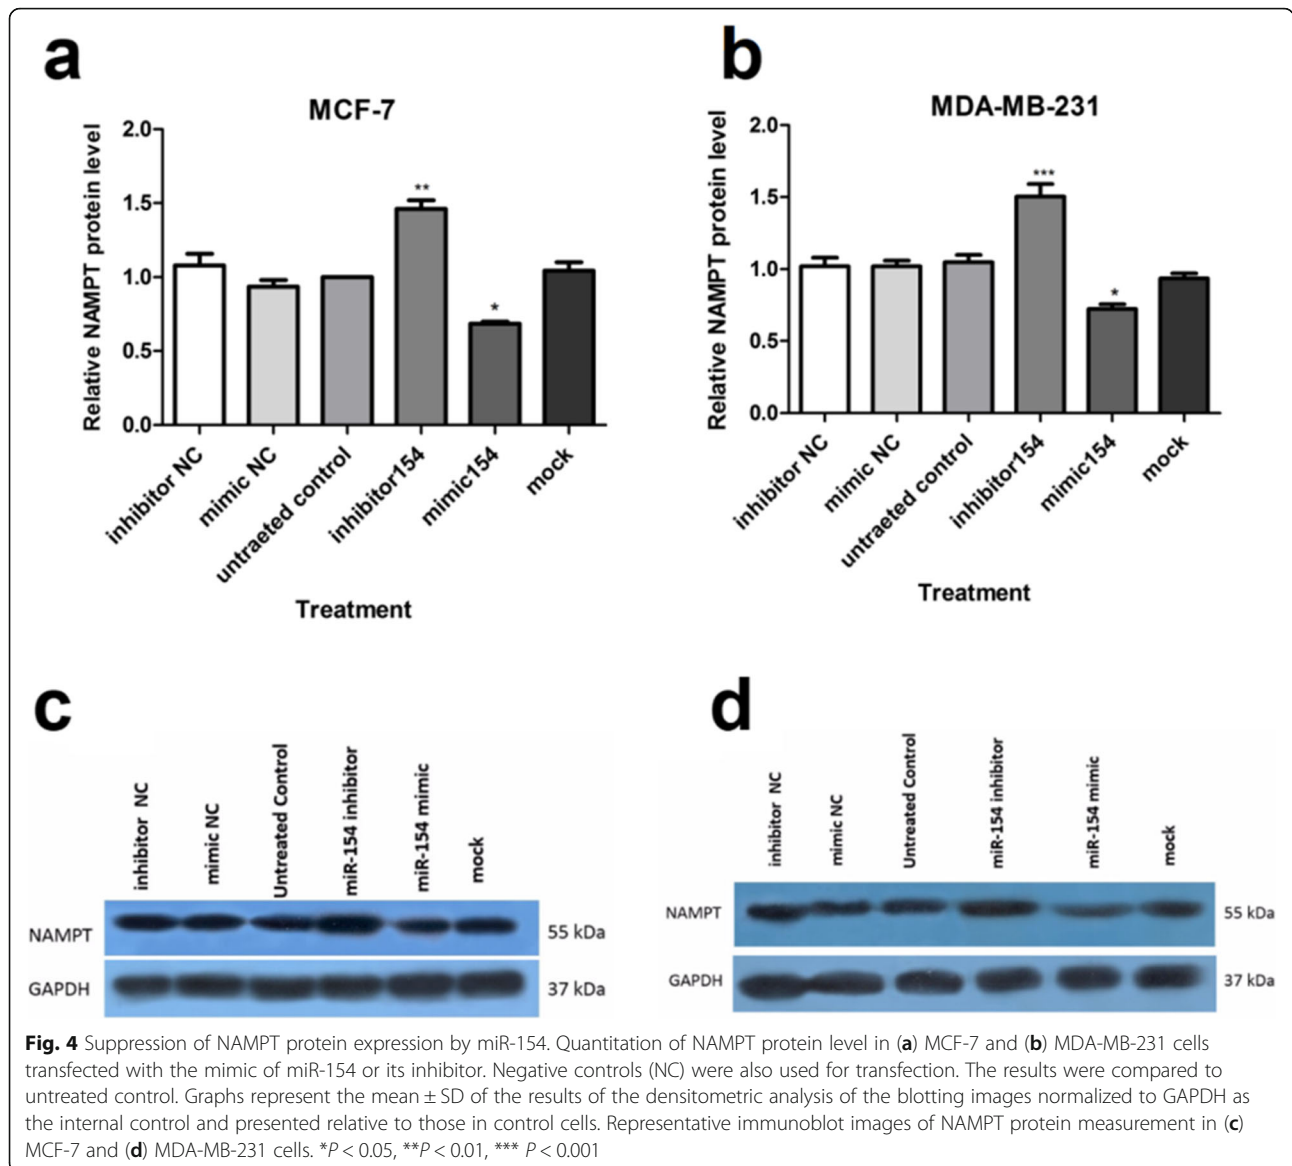 a
MCF-7
Relative NAMPT protein level
2.0
1.5
1.0
0.5
0.0
**
*
inhibitor NC
mimic NC
untraeted control
inhibitor154
mimic154
mock
Treatment
b
MDA-MB-231
Relative NAMPT protein level
2.0
1.5
1.0
0.5
0.0
***
*
inhibitor NC
mimic NC
untraeted control
inhibitor154
mimic154
mock
Treatment
c
inhibitor NC
mimic NC
Untreated Control
miR-154 inhibitor
miR-154 mimic
mock
NAMPT
55 kDa
GAPDH
37 kDa
d
inhibitor NC
mimic NC
Untreated Control
miR-154 inhibitor
miR-154 mimic
mock
NAMPT
55 kDa
GAPDH
37 kDa
Fig. 4 Suppression of NAMPT protein expression by miR-154. Quantitation of NAMPT protein level in (a) MCF-7 and (b) MDA-MB-231 cells
transfected with the mimic of miR-154 or its inhibitor. Negative controls (NC) were also used for transfection. The results were compared to
untreated control. Graphs represent the mean ± SD of the results of the densitometric analysis of the blotting images normalized to GAPDH as
the internal control and presented relative to those in control cells. Representative immunoblot images of NAMPT protein measurement in (c)
MCF-7 and (d) MDA-MB-231 cells. *P < 0.05, **P < 0.01, *** P < 0.001